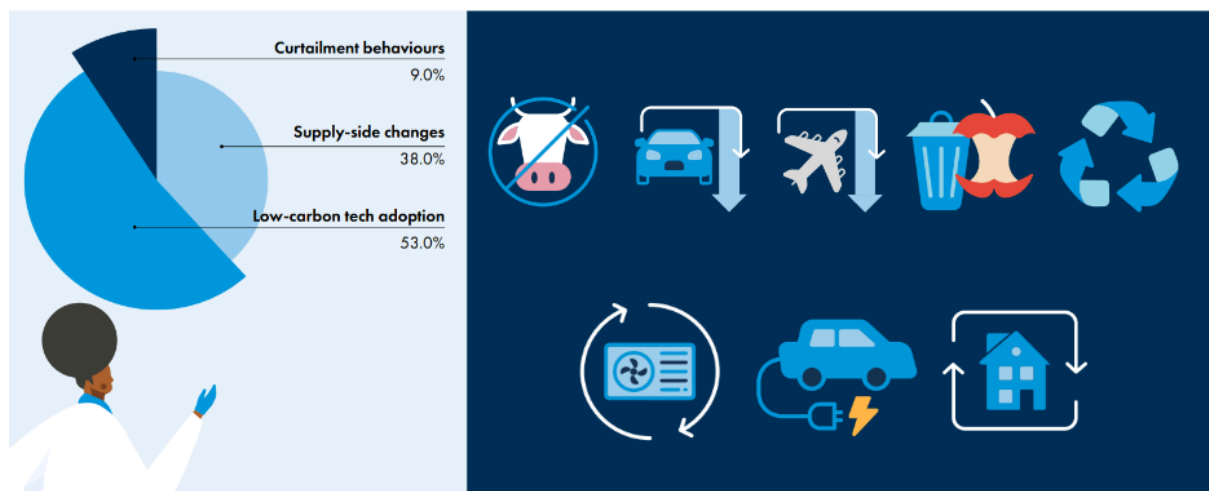 Curtailment behaviours
9.0%
Supply-side changes
38.0%
Low-carbon tech adoption
53.0%